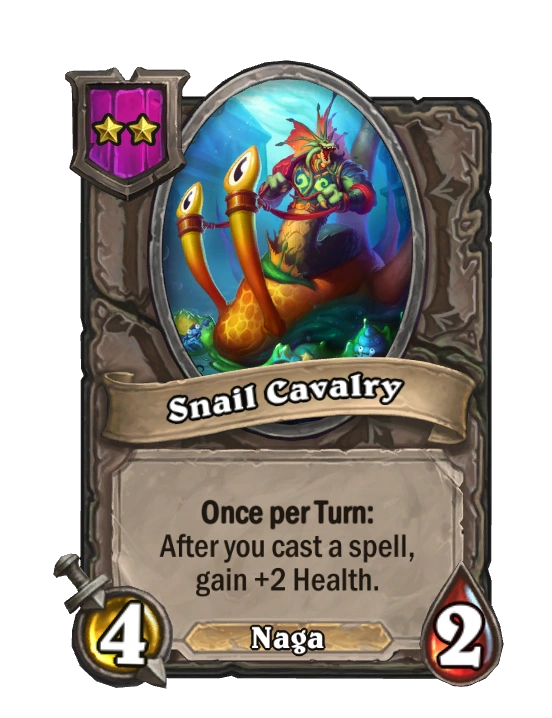 Snail Cavalry
Once per Turn:
After you cast a spell,
gain +2 Health.
4
Naga
2